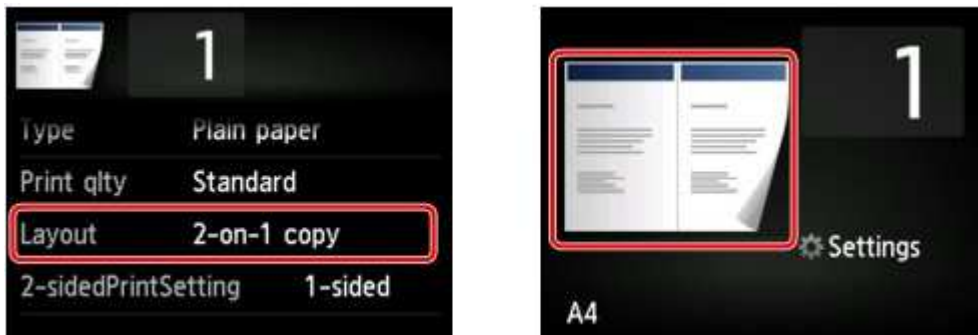 1
Type Plain paper
Print qlty Standard
Layout 2-on-1 copy
2-sidedPrintSetting 1-sided
1
Settings
A4